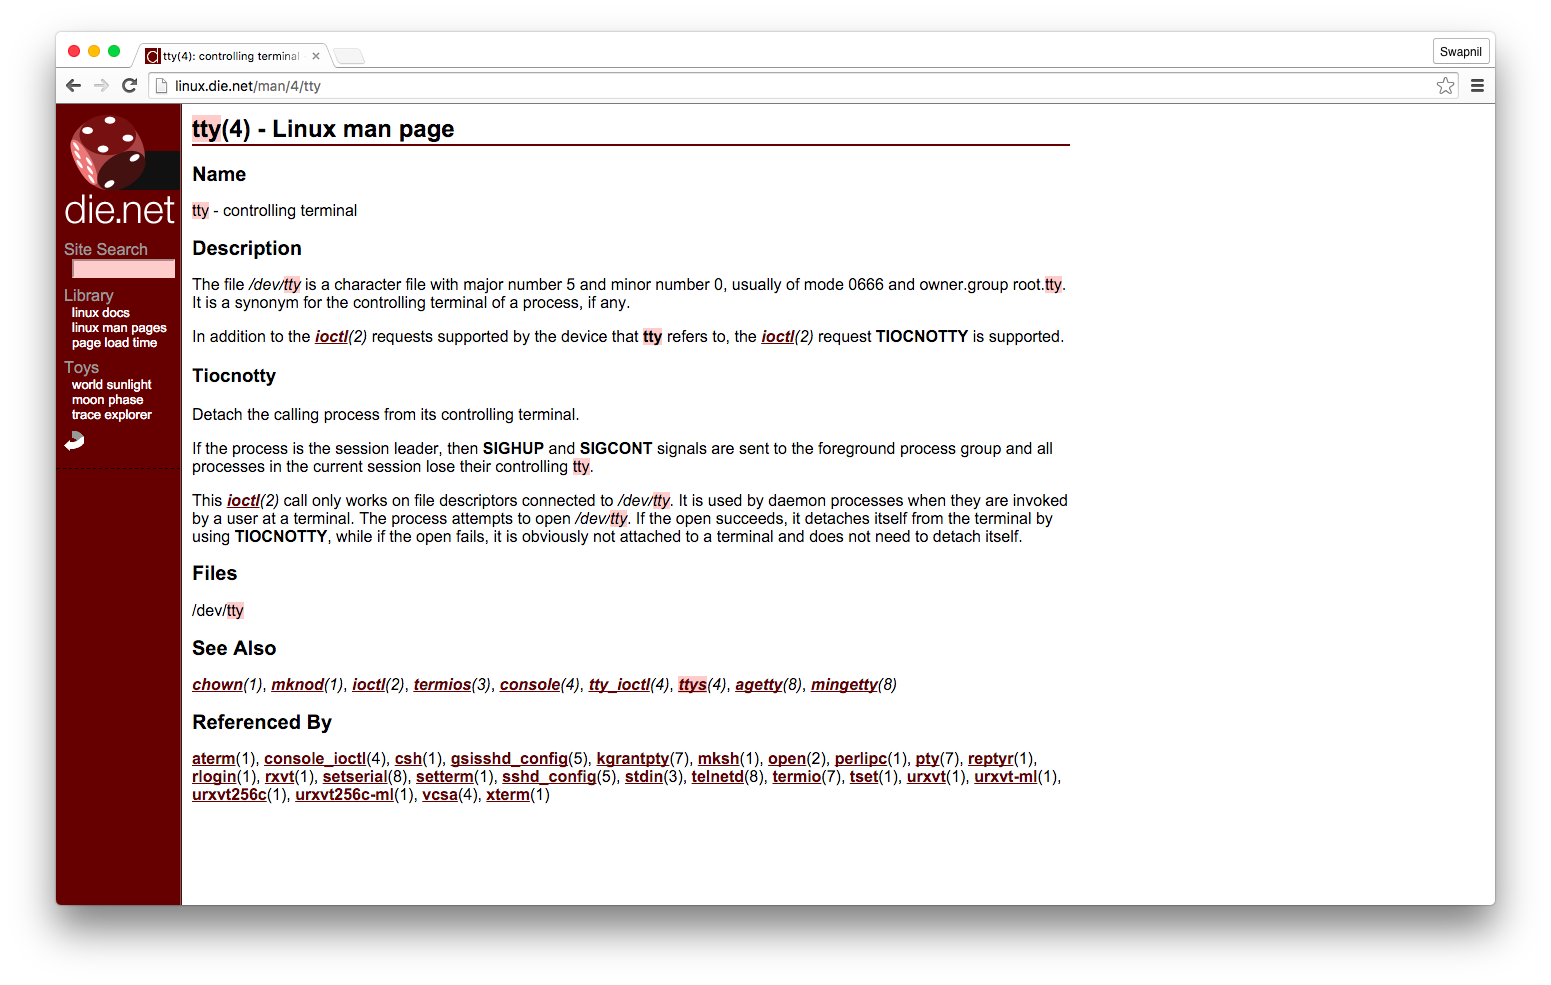 tty(4): controlling terminal
Swapnil
linux.die.net/man/4/tty
die.net
Site Search
Library
linux docs
linux man pages
page load time
Toys
world sunlight
moon phase
trace explorer
tty(4) - Linux man page
Name
tty - controlling terminal
Description
The file /dev/tty is a character file with major number 5 and minor number 0, usually of mode 0666 and owner.group root.tty.
It is a synonym for the controlling terminal of a process, if any.
In addition to the ioctl(2) requests supported by the device that tty refers to, the ioctl(2) request TIOCNOTTY is supported.
Tiocnotty
Detach the calling process from its controlling terminal.
If the process is the session leader, then SIGHUP and SIGCONT signals are sent to the foreground process group and all
processes in the current session lose their controlling tty.
This ioctl(2) call only works on file descriptors connected to /dev/tty. It is used by daemon processes when they are invoked
by a user at a terminal. The process attempts to open /dev/tty. If the open succeeds, it detaches itself from the terminal by
using TIOCNOTTY, while if the open fails, it is obviously not attached to a terminal and does not need to detach itself.
Files
/dev/tty
See Also
chown(1), mknod(1), ioctl(2), termios(3), console(4), tty_ioctl(4), ttys(4), agetty(8), mingetty(8)
Referenced By
aterm(1), console_ioctl(4), csh(1), gsisshd_config(5), kgrantpty(7), mksh(1), open(2), perlipc(1), pty(7), reptyr(1),
rlogin(1), rxvt(1), setserial(8), setterm(1), sshd_config(5), stdin(3), telnetd(8), termio(7), tset(1), urxvt(1), urxvt-ml(1),
urxvt256c(1), urxvt256c-ml(1), vcsa(4), xterm(1)